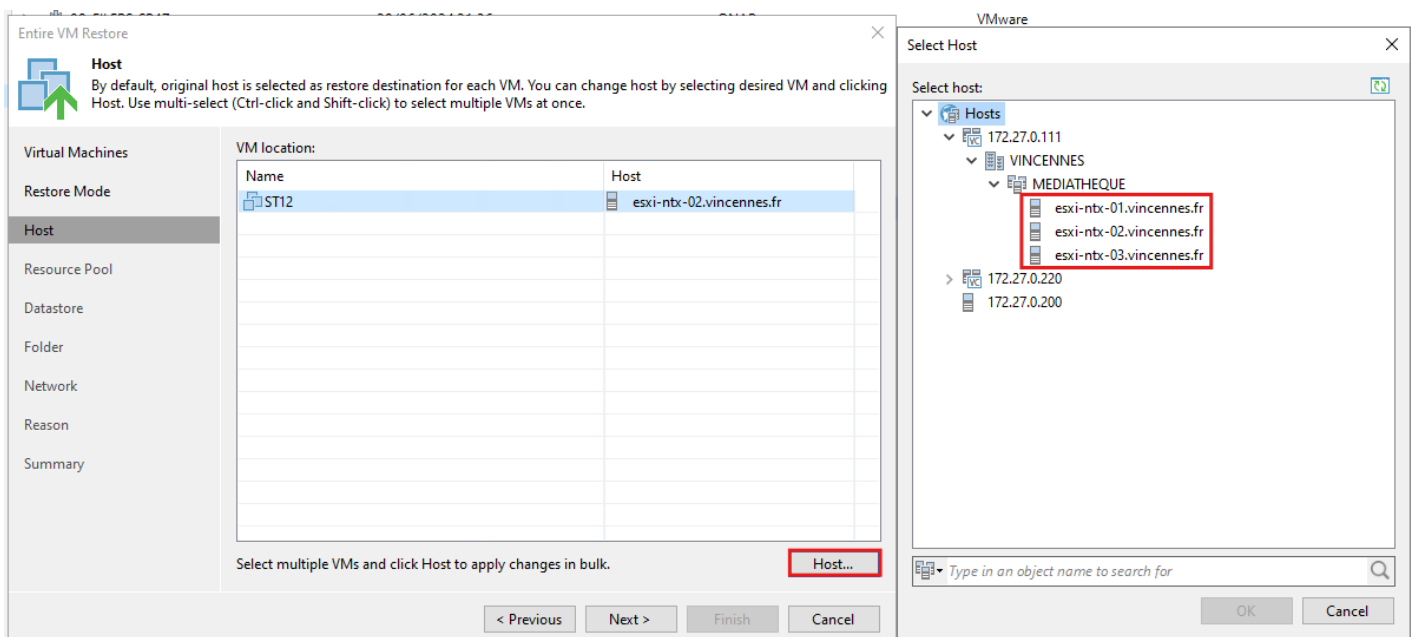 VMware
Entire VM Restore
Host
By default, original host is selected as restore destination for each VM. You can change host by selecting desired VM and clicking
Host. Use multi-select (Ctrl-click and Shift-click) to select multiple VMs at once.
Virtual Machines
Restore Mode
Host
Resource Pool
Datastore
Folder
Network
Reason
Summary
VM location:
Name Host
ST12 esxi-ntx-02.vincennes.fr
Select multiple VMs and click Host to apply changes in bulk. Host...
< Previous Next > Finish Cancel
Select Host
Select host:
Hosts
172.27.0.111
VINCENNES
MEDIATHEQUE
esxi-ntx-01.vincennes.fr
esxi-ntx-02.vincennes.fr
esxi-ntx-03.vincennes.fr
172.27.0.220
172.27.0.200
Type in an object name to search for
OK Cancel